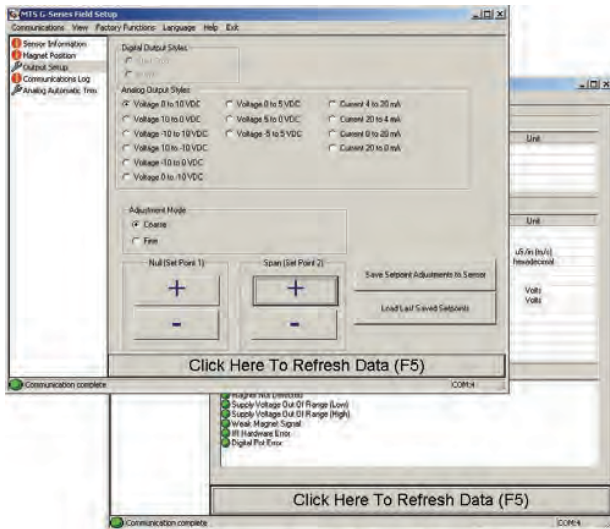 MTS G-Series Field Setup
Communications View Factory Functions Language Help Exit
Sensor Information
Magnet Position
Output Setup
Communications Log
Analog Automatic Trim
Digital Output Styles
Analog Output Styles
Voltage 0 to 10 VDC
Voltage 0 to 5 VDC
Current 4 to 20 mA
Voltage 10 to 0 VDC
Voltage 5 to 0 VDC
Current 20 to 4 mA
Voltage -10 to 10 VDC
Voltage -5 to 5 VDC
Current 0 to 20 mA
Voltage 10 to -10 VDC
Current 20 to 0 mA
Voltage -10 to 0 VDC
Voltage 0 to -10 VDC
Adjustment Mode
Coarse
Fine
Null (Set Point 1)
Span (Set Point 2)
+
+
-
-
Save Setpoint Adjustments to Sensor
Load Last Saved Setpoints
Click Here To Refresh Data (F5)
Communication complete
COM:4
Unit
Unit
uS/in (m/s)
hexadecimal
Volts
Volts
Magnet Not Detected
Supply Voltage Out Of Range (Low)
Supply Voltage Out Of Range (High)
Weak Magnet Signal
Hardware Error
Digital Pot Error
Click Here To Refresh Data (F5)
Communication complete
COM:4